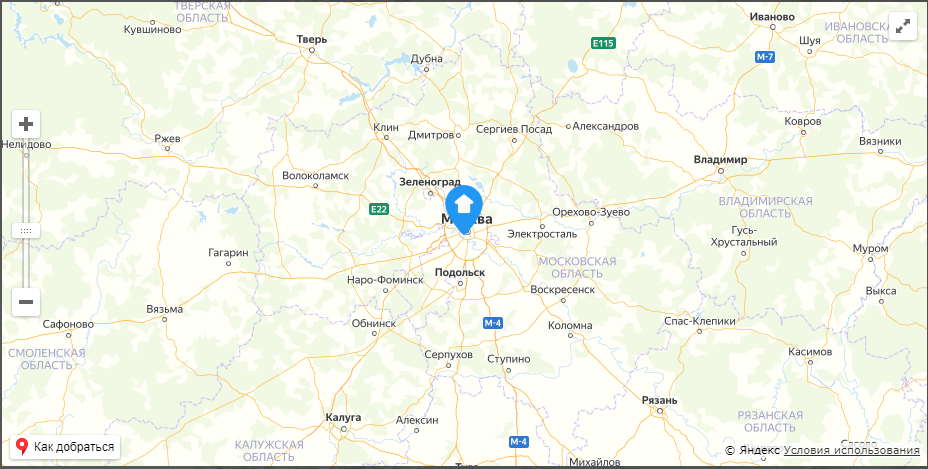 ТВЕРСКАЯ
ОБЛАСТЬ
Кувшиново
Тверь
Иваново
ИВАНОВСКАЯ
ОБЛАСТЬ
Шуя
E115
М-7
Дубна
Клин
Дмитров
Сергиев Посад
Александров
Ковров
Вязники
Ржев
Нелидово
Волоколамск
Зеленоград
Владимир
E22
Москва
Орехово-Зуево
Электросталь
ВЛАДИМИРСКАЯ
ОБЛАСТЬ
Гусь-
Хрустальный
Муром
Гагарин
Подольск
МОСКОВСКАЯ
ОБЛАСТЬ
Наро-Фоминск
Воскресенск
Выкса
Вязьма
Сафоново
Обнинск
М-4
Коломна
Спас-Клепики
СМОЛЕНСКАЯ
ОБЛАСТЬ
Серпухов
Ступино
Касимов
Калуга
Алексин
Рязань
РЯЗАНСКАЯ
ОБЛАСТЬ
КАЛУЖСКАЯ
ОБЛАСТЬ
М-4
Как добраться
Сасово
© Яндекс Условия использования
Тула
Михайлов